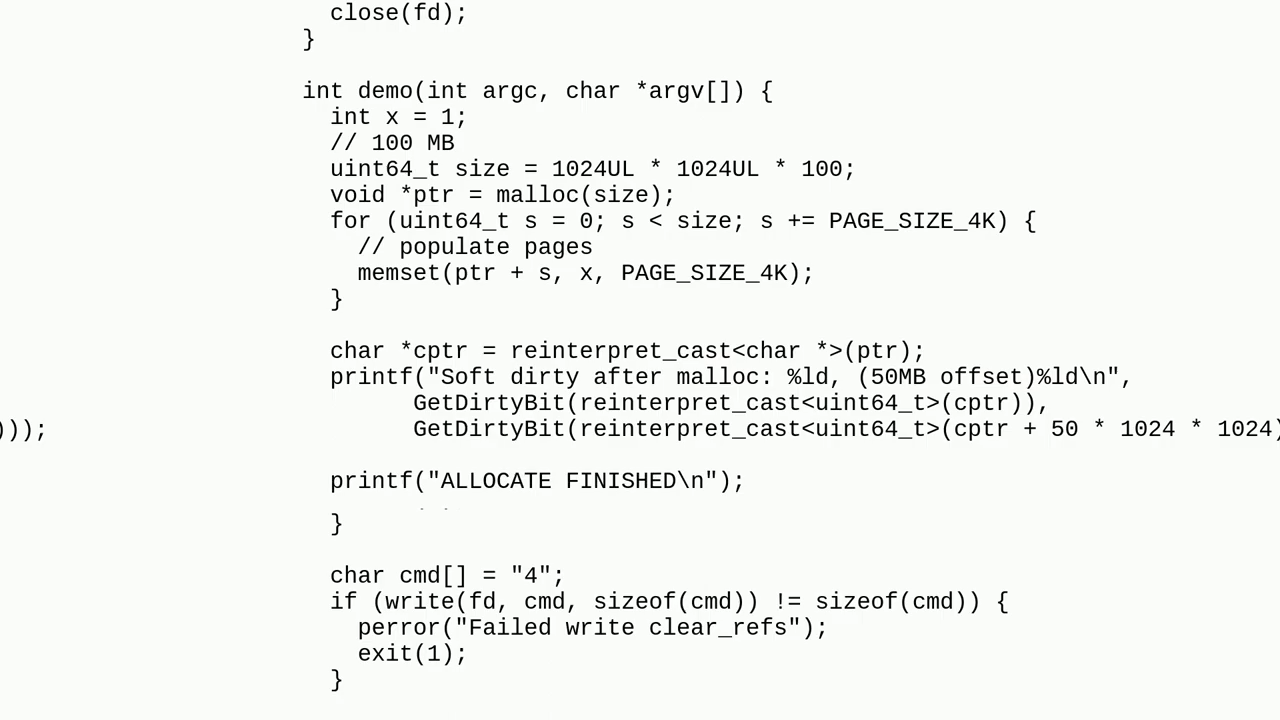 close(fd);
}
int demo(int argc, char *argv[]) {
int x = 1;
// 100 MB
uint64_t size = 1024UL * 1024UL * 100;
void *ptr = malloc(size);
for (uint64_t s = 0; s < size; s += PAGE_SIZE_4K) {
// populate pages
memset(ptr + s, x, PAGE_SIZE_4K);
}
char *cptr = reinterpret_cast<char *>(ptr);
printf("Soft dirty after malloc: %ld, (50MB offset)%ld\n",
GetDirtyBit(reinterpret_cast<uint64_t>(cptr)),
))); GetDirtyBit(reinterpret_cast<uint64_t>(cptr + 50 * 1024 * 1024)
printf("ALLOCATE FINISHED\n");
}
char cmd[] = "4";
if (write(fd, cmd, sizeof(cmd)) != sizeof(cmd)) {
perror("Failed write clear_refs");
exit(1);
}